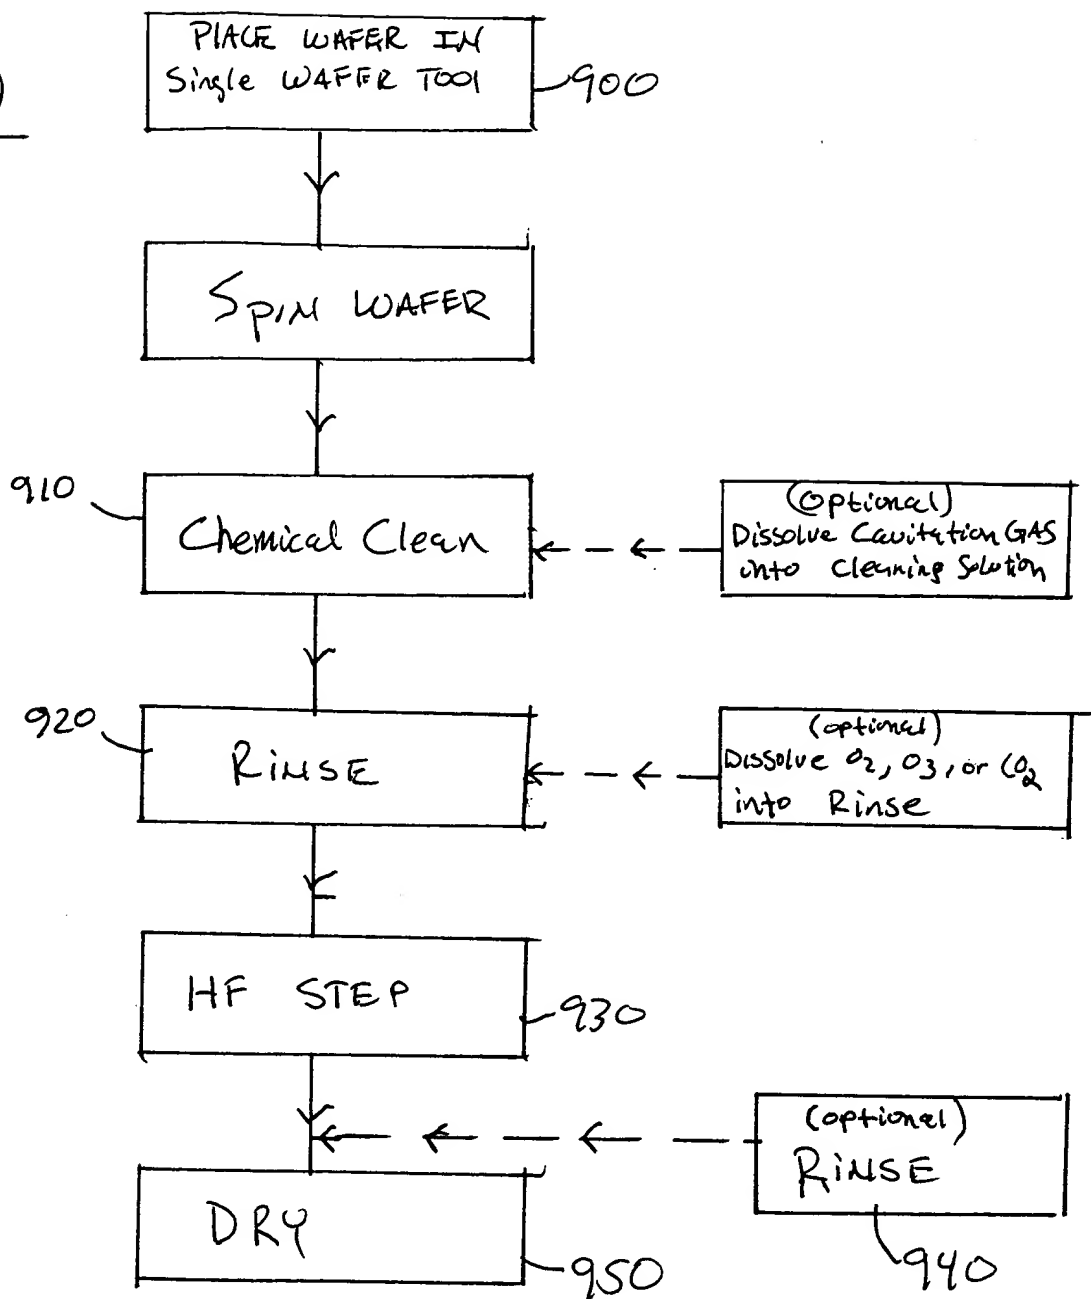 PLACE WAFER IN
Single WAFER TOOL
900
SPIN WAFER
910
Chemical Clean
(Optional)
Dissolve Cavitation GAS
into Cleaning Solution
920
RINSE
(optional)
Dissolve O2, O3, or CO2
into Rinse
HF STEP
930
(optional)
RINSE
940
DRY
950